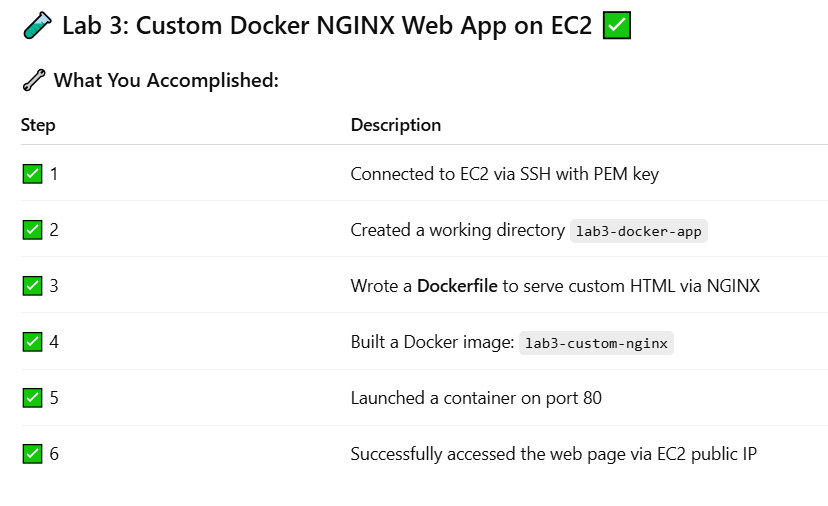 🧪 Lab 3: Custom Docker NGINX Web App on EC2 ✅
🔧 What You Accomplished:
Step Description
✅ 1 Connected to EC2 via SSH with PEM key
✅ 2 Created a working directory lab3-docker-app
✅ 3 Wrote a Dockerfile to serve custom HTML via NGINX
✅ 4 Built a Docker image: lab3-custom-nginx
✅ 5 Launched a container on port 80
✅ 6 Successfully accessed the web page via EC2 public IP